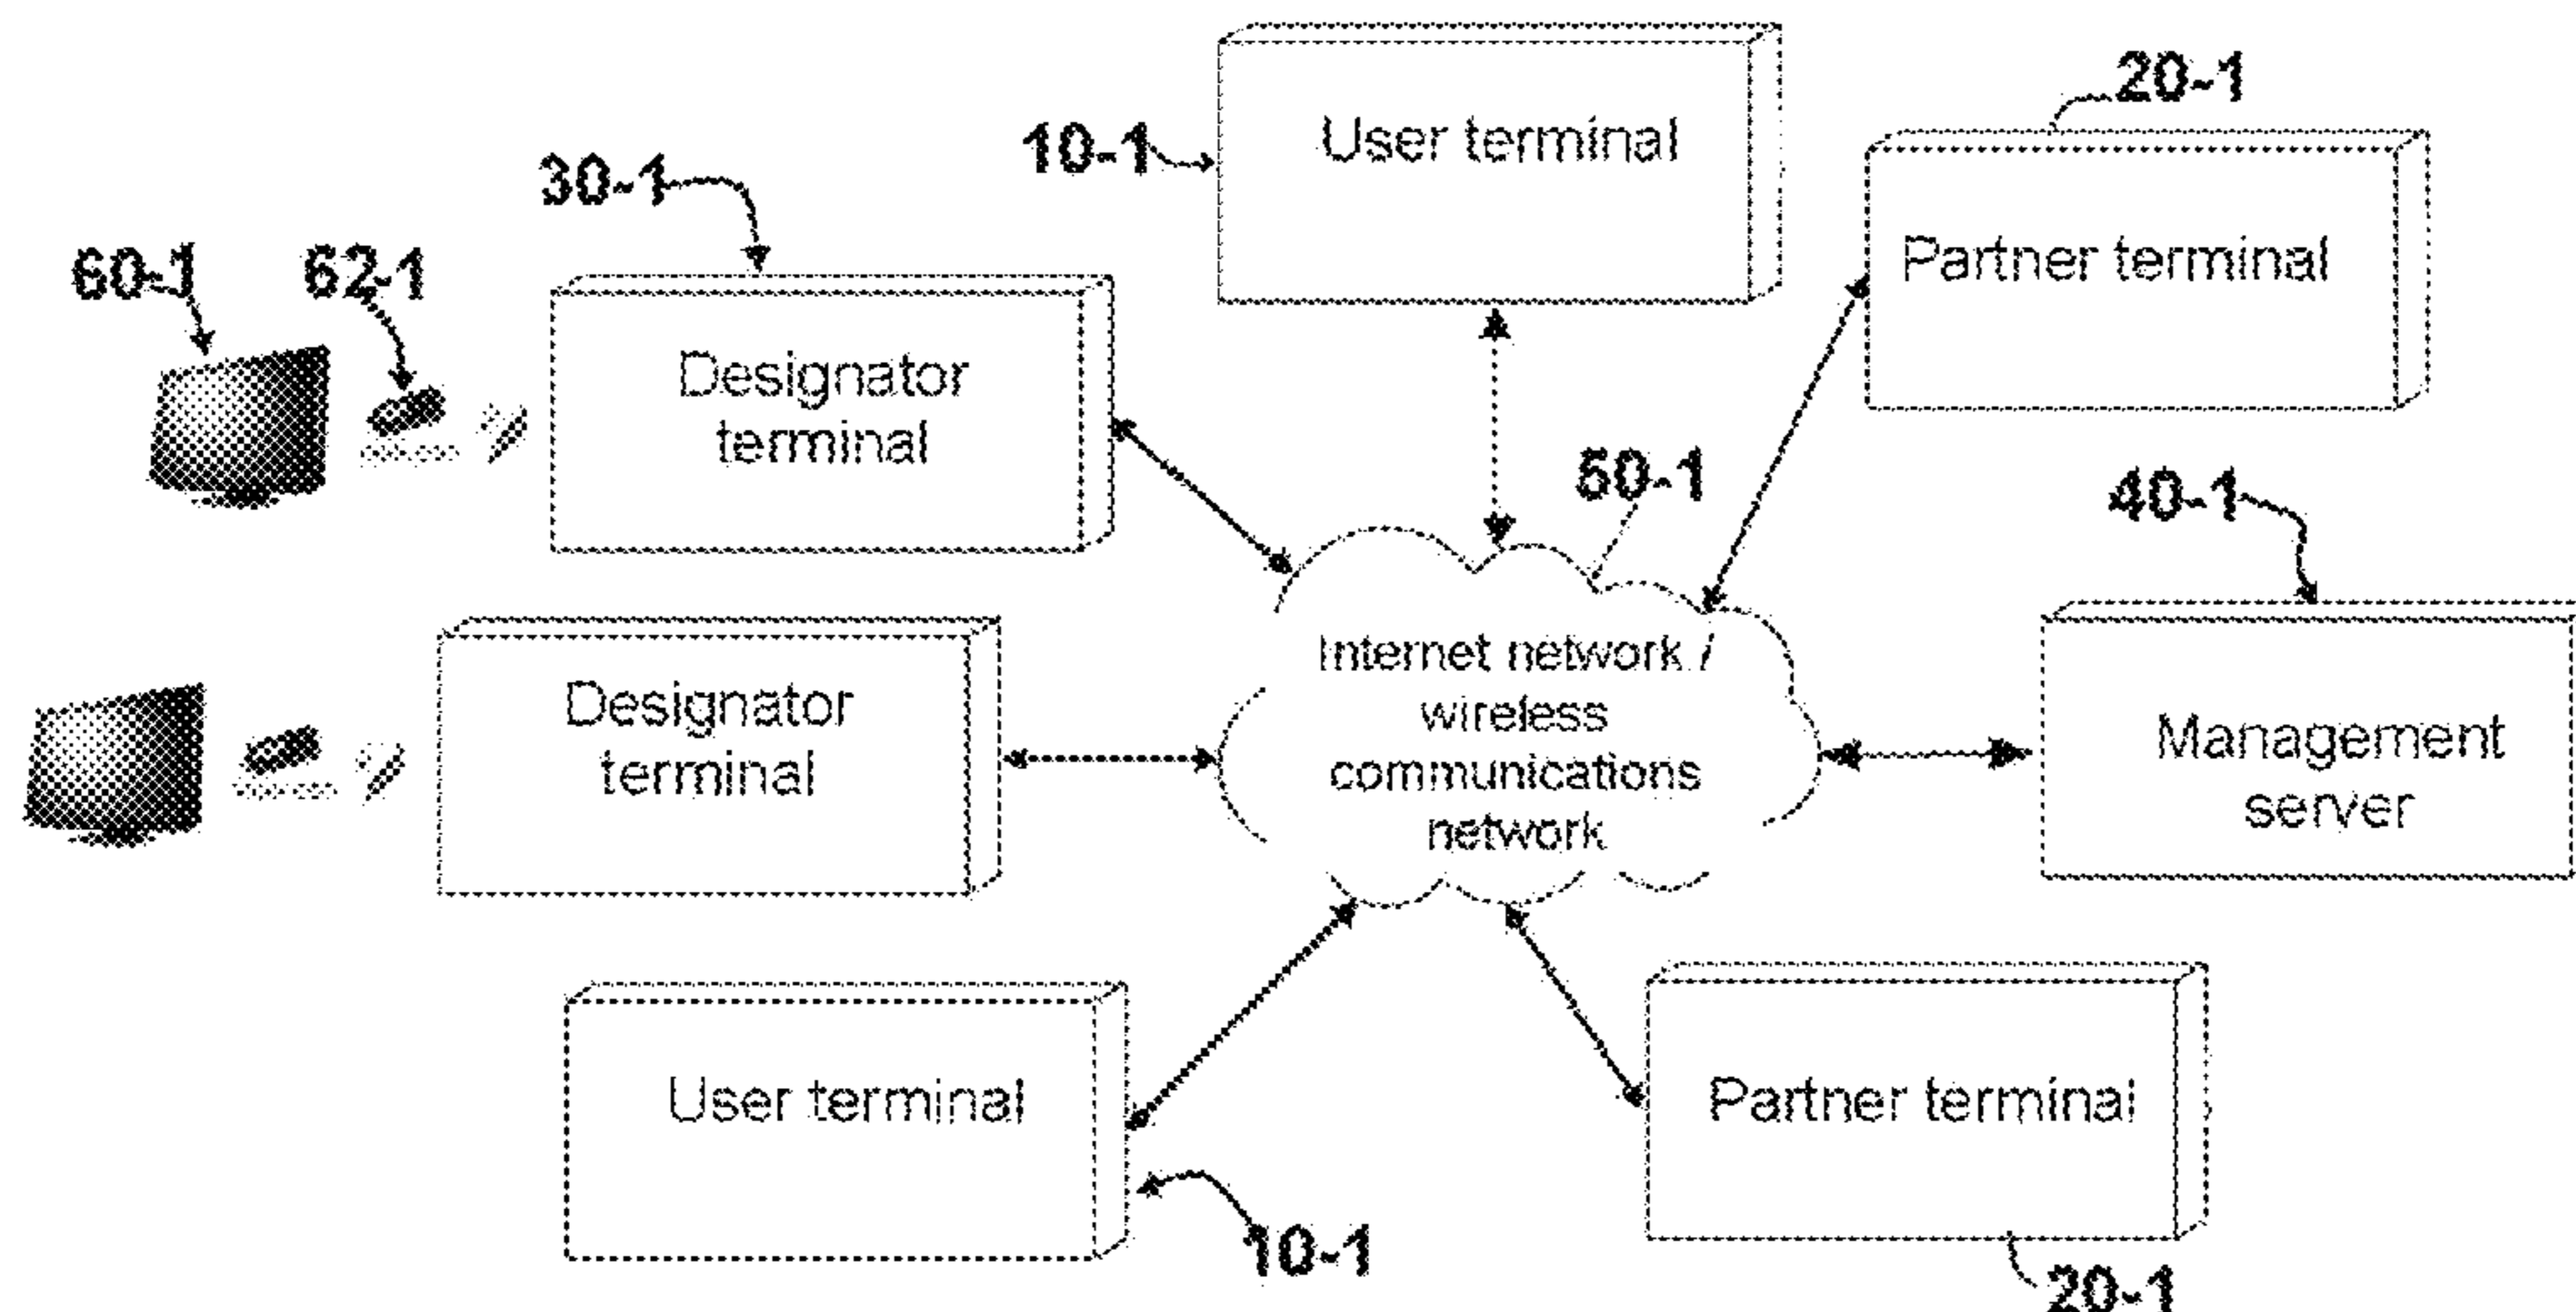 20-1
10-1
User terminal
30-1
Partner terminal
60-1
62-1
Designator
terminal
50-1
40-1
Internet network /
wireless
communications
network
Designator
terminal
Management
server
User terminal
Partner terminal
10-1
20-1